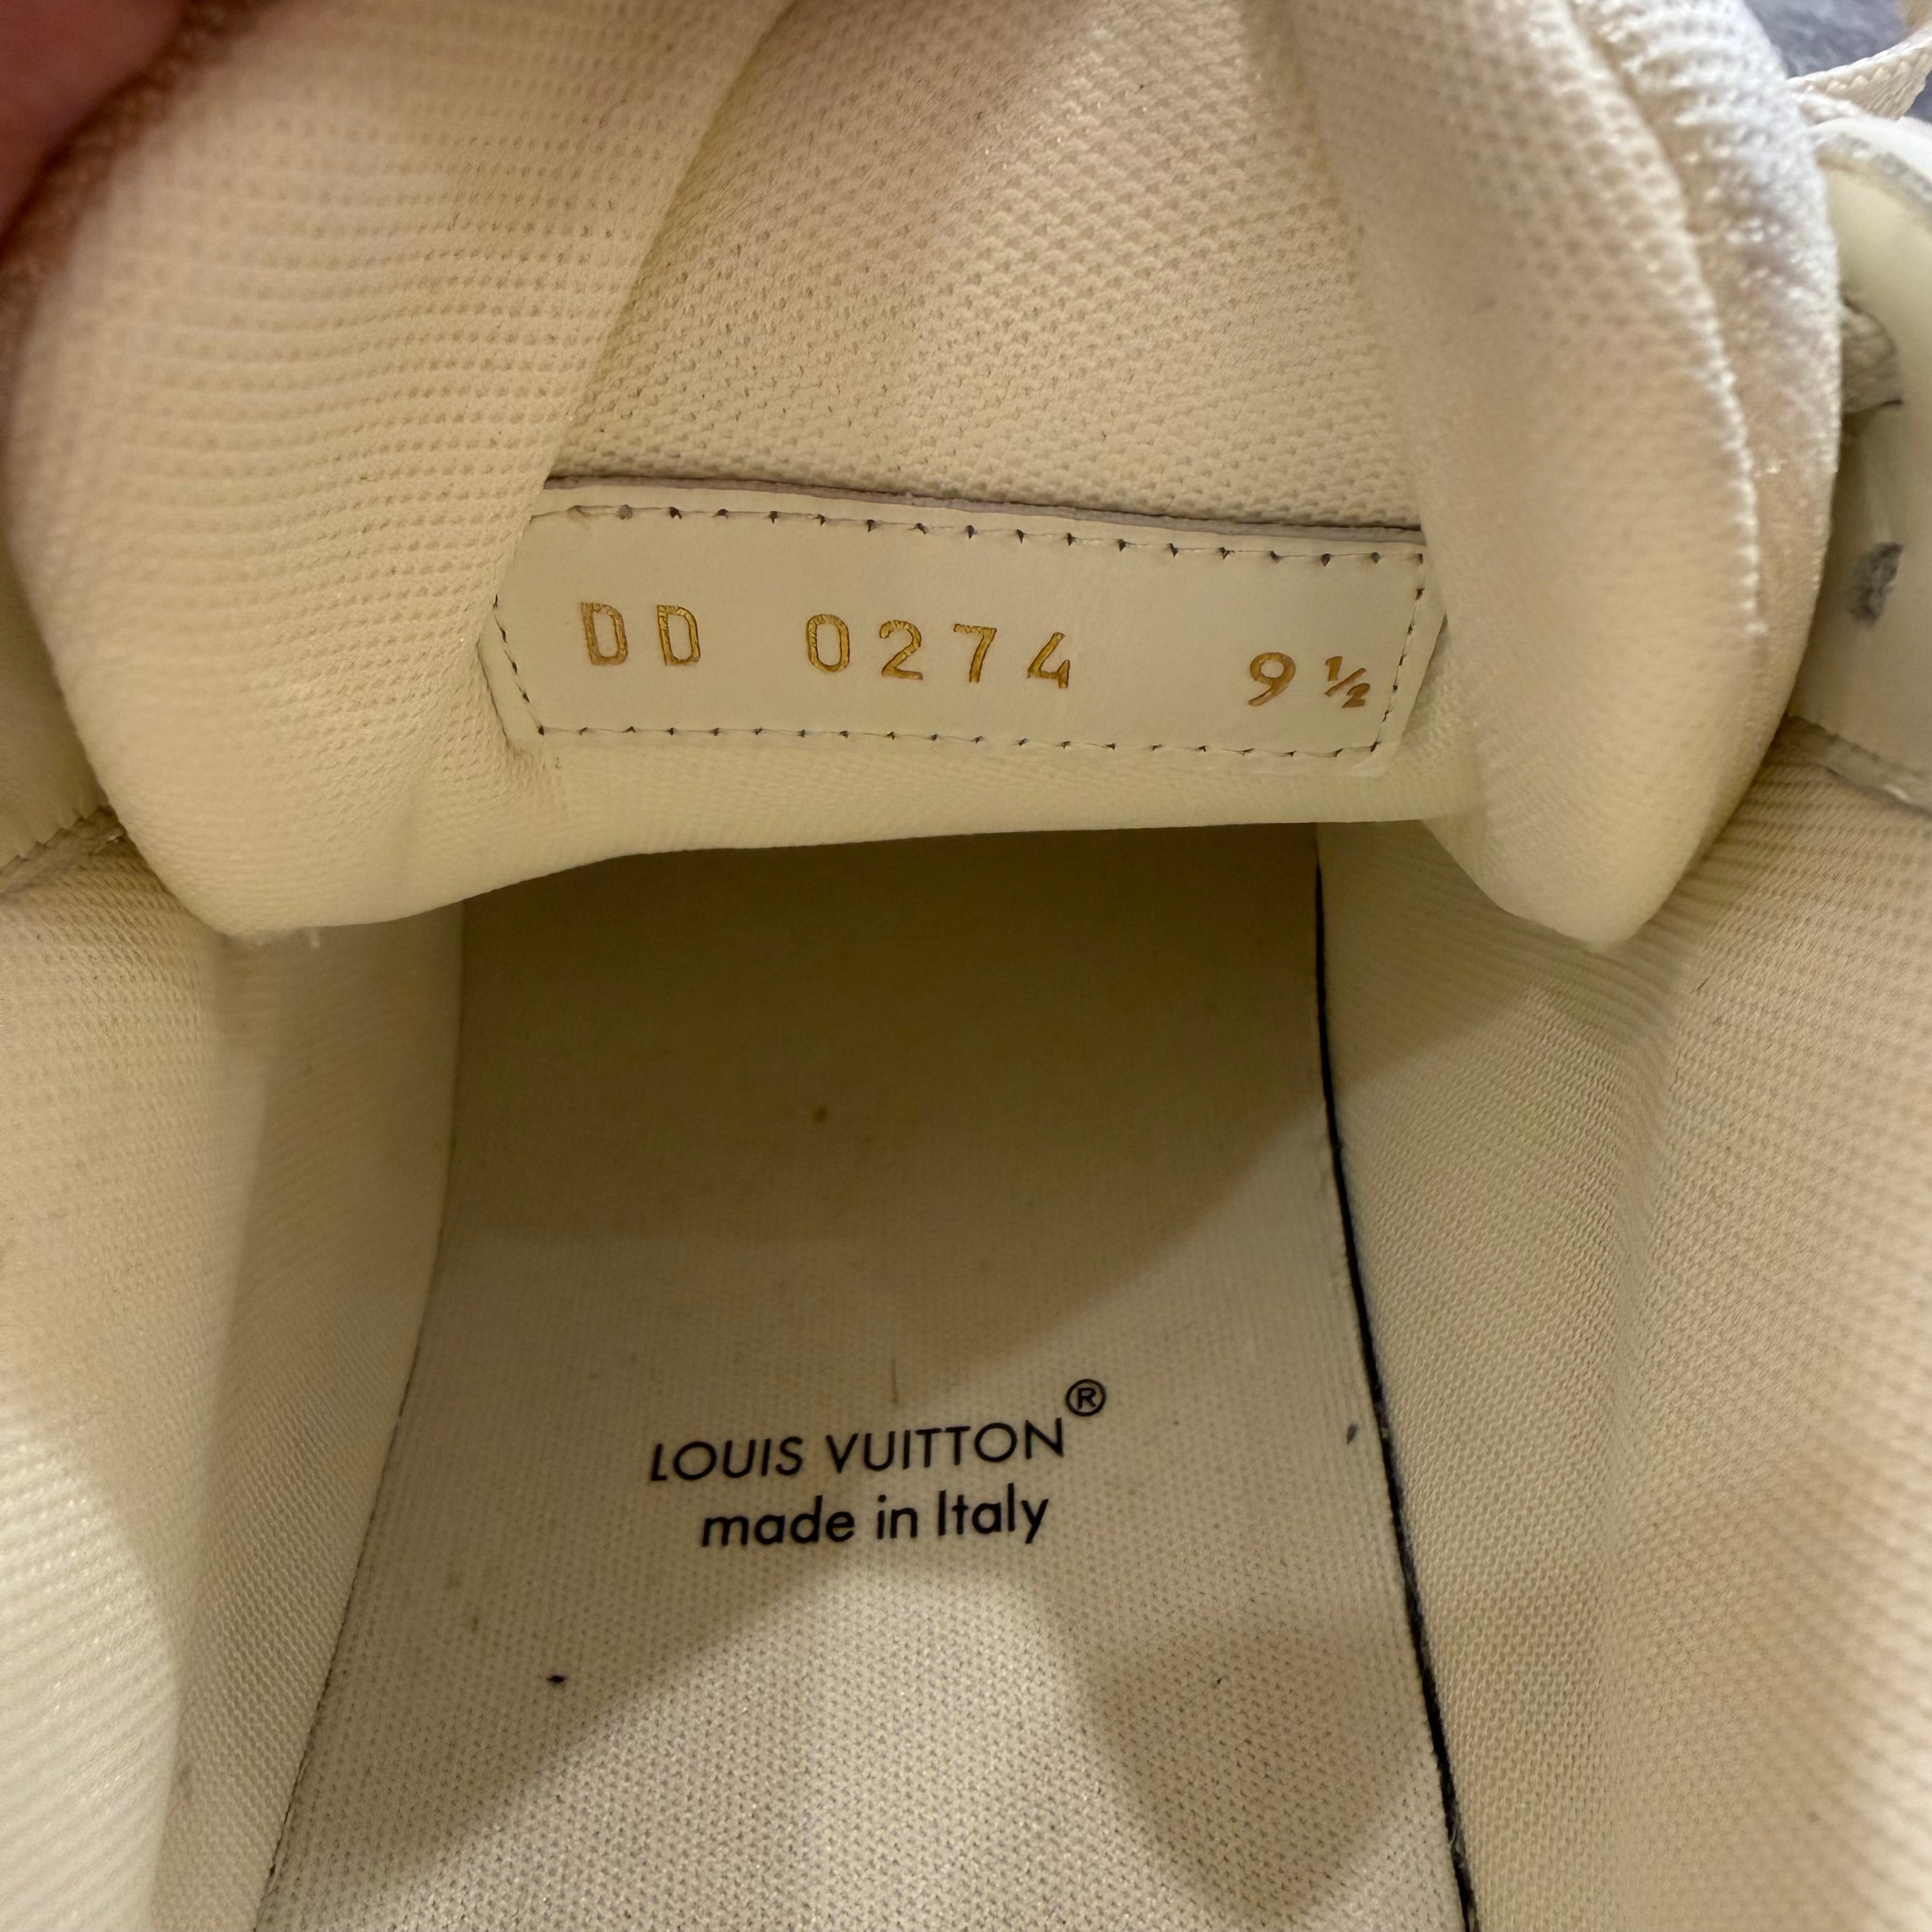 DD 0274 9½
LOUIS VUITTON®
made in Italy